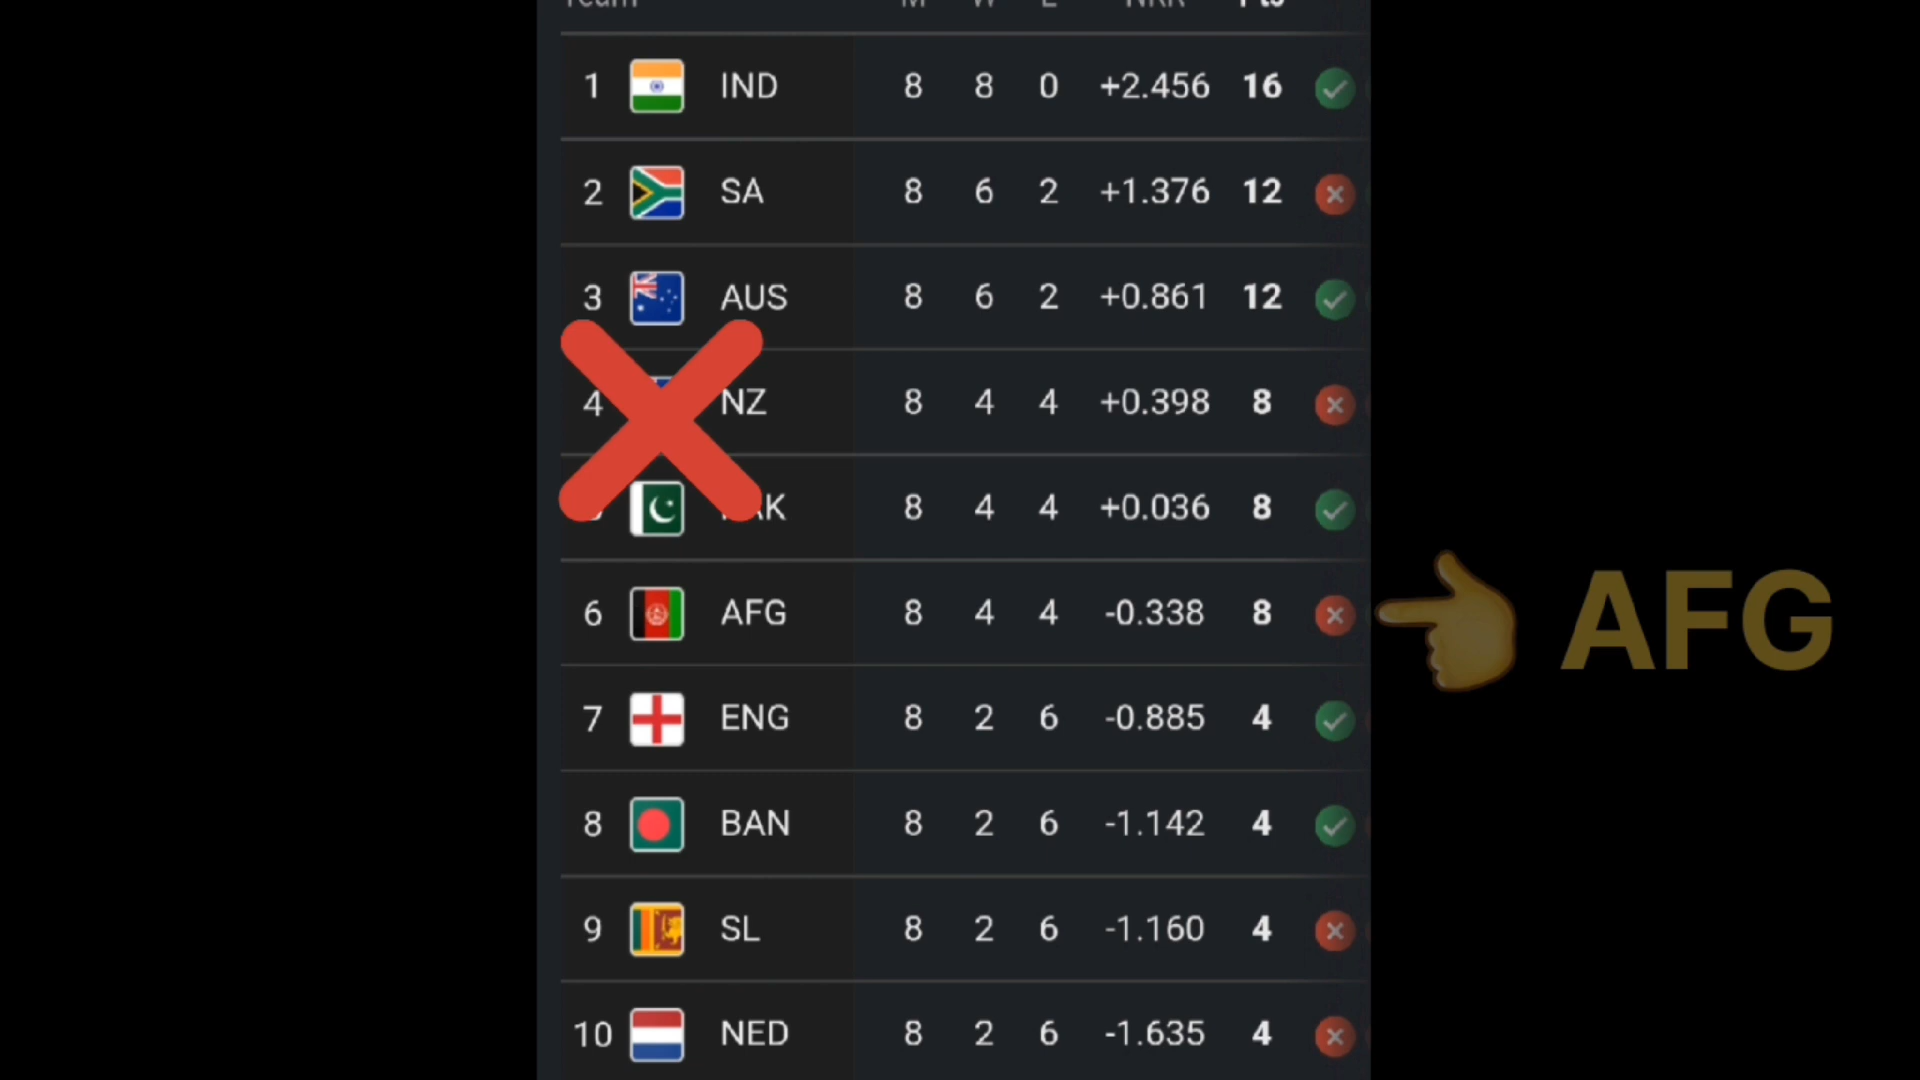 Team M W L NRR Pts
1 IND 8 8 0 +2.456 16
2 SA 8 6 2 +1.376 12
3 AUS 8 6 2 +0.861 12
4 NZ 8 4 4 +0.398 8
PAK 8 4 4 +0.036 8
6 AFG 8 4 4 -0.338 8
AFG
7 ENG 8 2 6 -0.885 4
8 BAN 8 2 6 -1.142 4
9 SL 8 2 6 -1.160 4
10 NED 8 2 6 -1.635 4